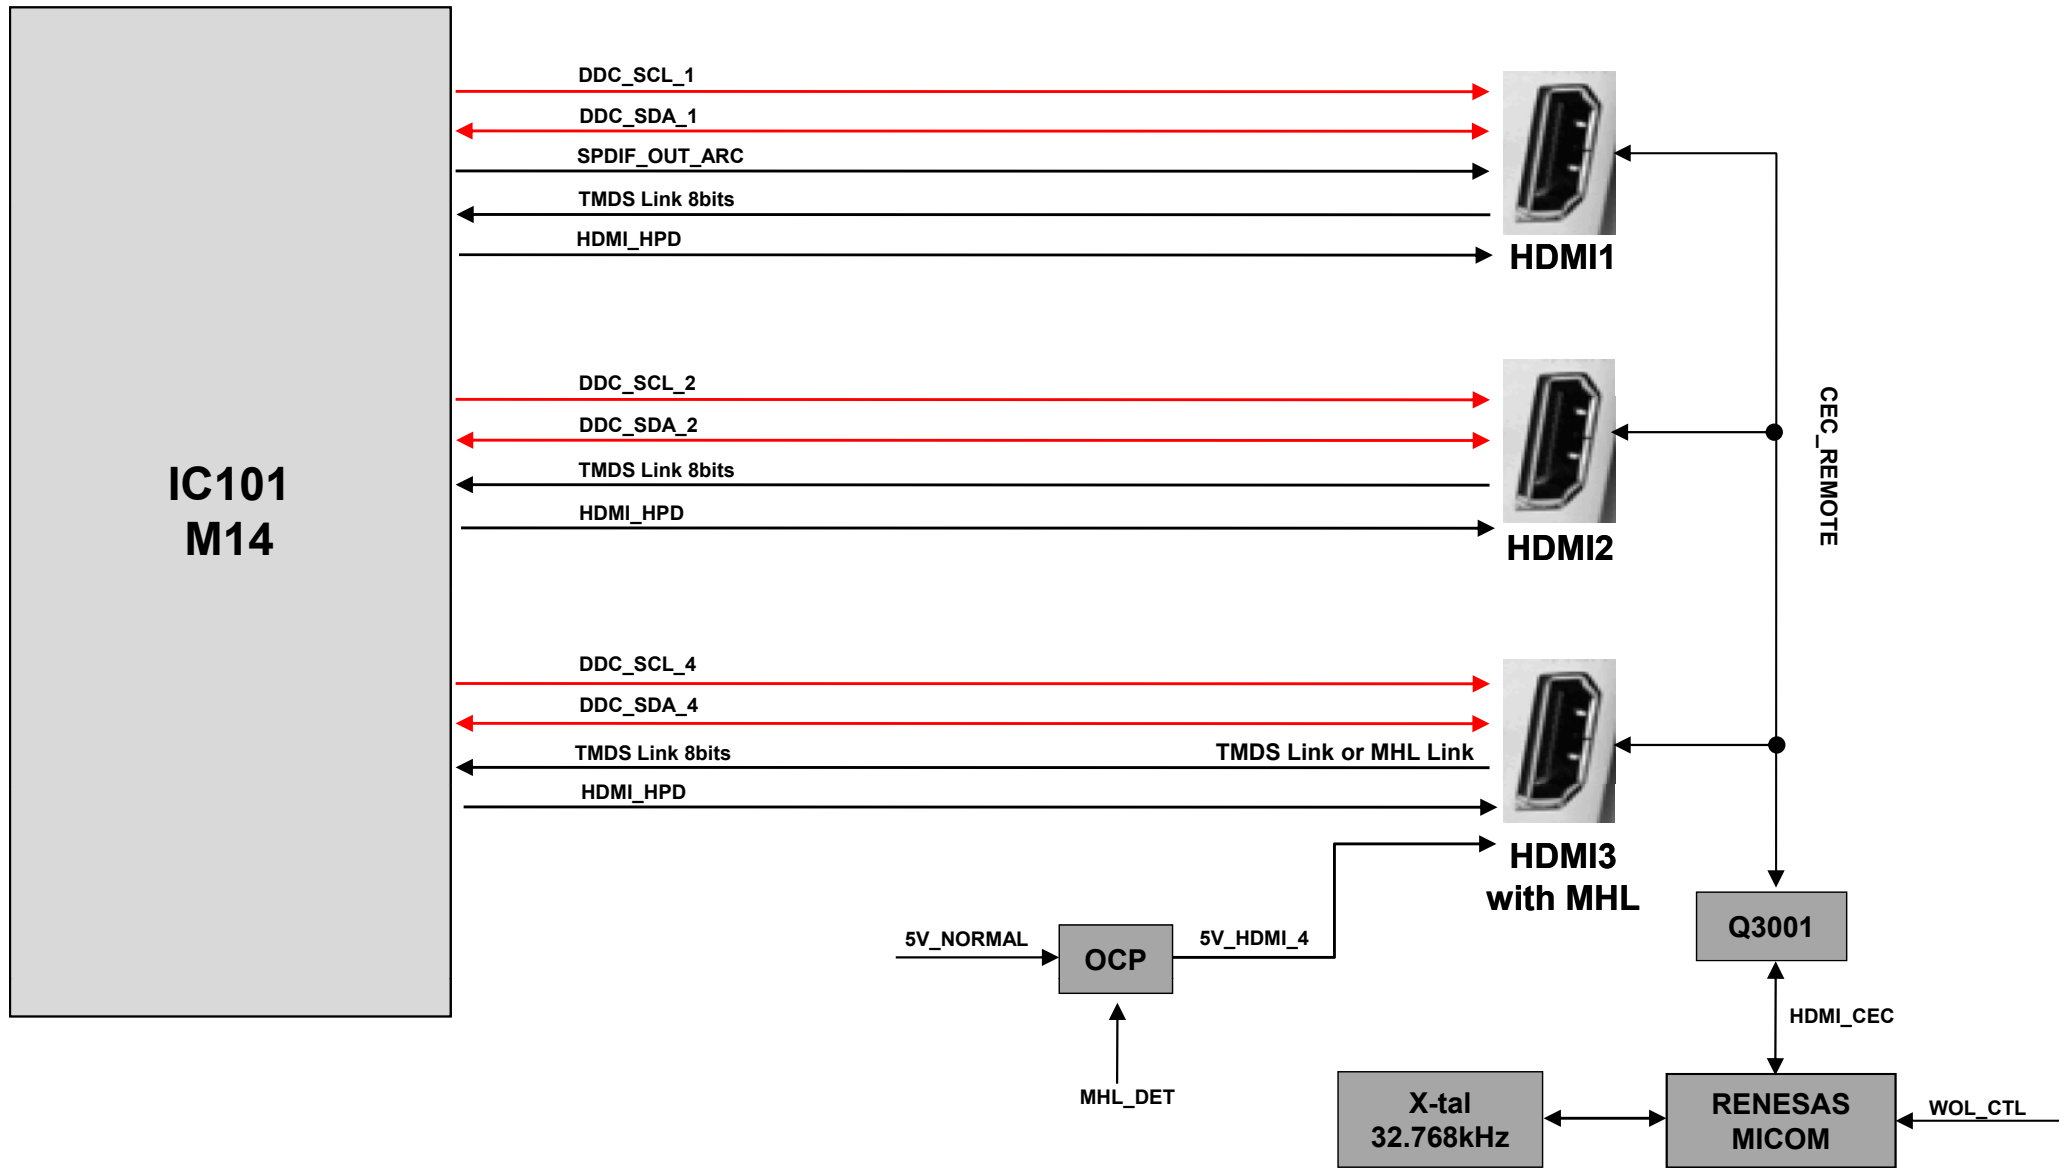 DDC_SCL_1
DDC_SDA_1
SPDIF_OUT_ARC
TMDS Link 8bits
HDMI_HPD
HDMI1
DDC_SCL_2
DDC_SDA_2
TMDS Link 8bits
HDMI_HPD
HDMI2
CEC_REMOTE
IC101
M14
DDC_SCL_4
DDC_SDA_4
TMDS Link 8bits
TMDS Link or MHL Link
HDMI_HPD
HDMI3
with MHL
5V_NORMAL
OCP
5V_HDMI_4
MHL_DET
Q3001
HDMI_CEC
X-tal
32.768kHz
RENESAS
MICOM
WOL_CTL